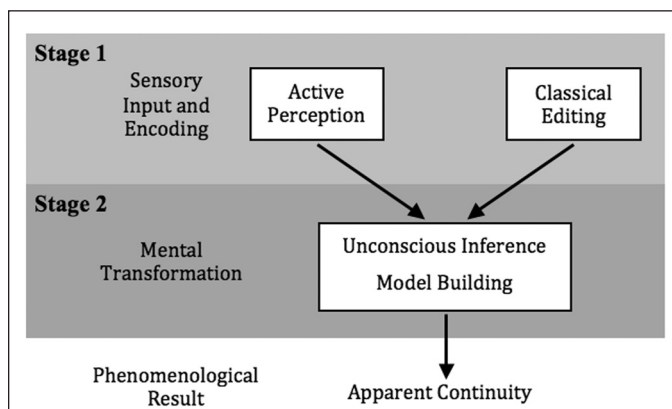 Stage 1
Sensory
Input and
Encoding
Active
Perception
Classical
Editing
Stage 2
Mental
Transformation
Unconscious Inference
Model Building
Phenomenological
Result
Apparent Continuity